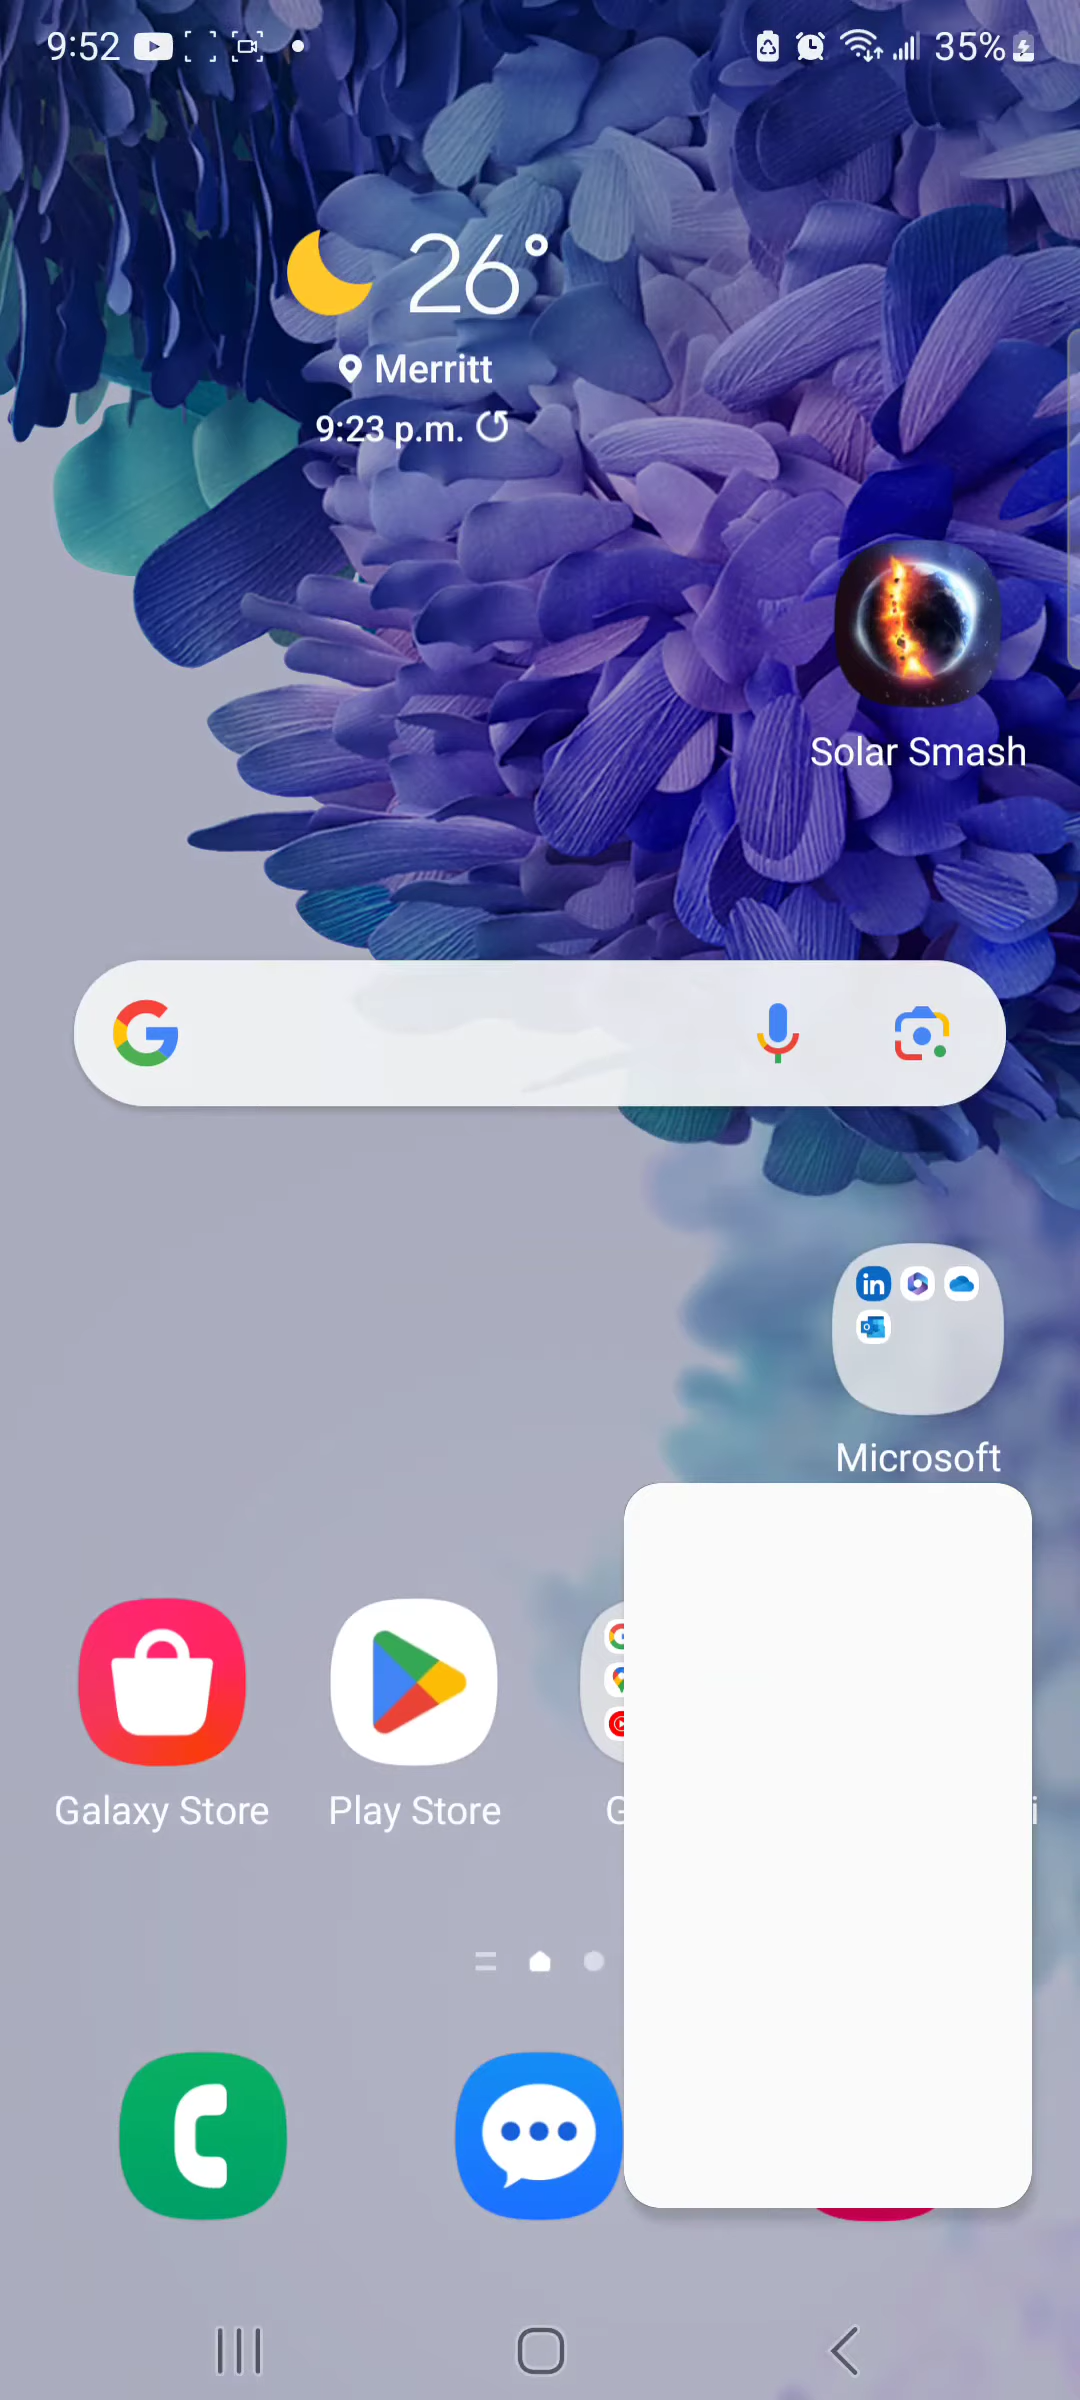 9:52
35%
26°
Merritt
9:23 p.m.
Solar Smash
Microsoft
Galaxy Store
Play Store